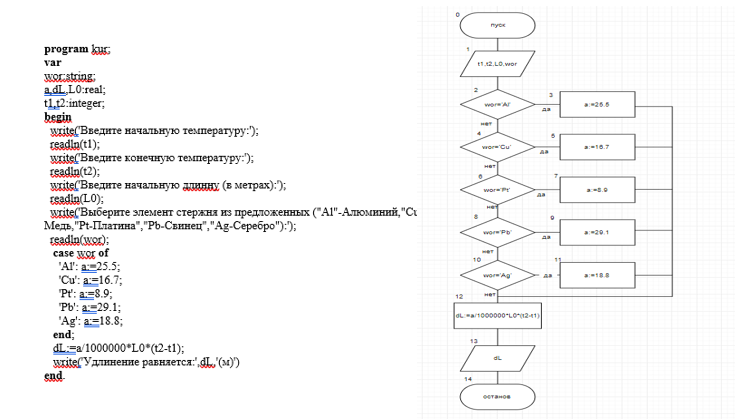 program kur;
var
wor:string;
a,dL,L0:real;
t1,t2:integer;
begin
write('Введите начальную температуру:');
readln(t1);
write('Введите конечную температуру:');
readln(t2);
write('Введите начальную длинну (в метрах):');
readln(L0);
write('Выберите элемент стержня из предложенных ("Al"-Алюминий,"Cu
Медь,"Pt-Платина","Pb-Свинец","Ag-Серебро"):');
readln(wor);
case wor of
'Al': a:=25.5;
'Cu': a:=16.7;
'Pt': a:=8.9;
'Pb': a:=29.1;
'Ag': a:=18.8;
end;
dL:=a/1000000*L0*(t2-t1);
write('Удлинение равняется:',dL,'(м)')
end.
0
пуск
1
t1,t2,L0,wor
2
wor='Al'
да
3
a:=25.5
нет
4
wor='Cu'
да
5
a:=16.7
нет
6
wor='Pt'
да
7
a:=8.9
нет
8
wor='Pb'
да
9
a:=29.1
нет
10
wor='Ag'
да
11
a:=18.8
нет
12
dL:=a/1000000*L0*(t2-t1)
13
dL
14
останов